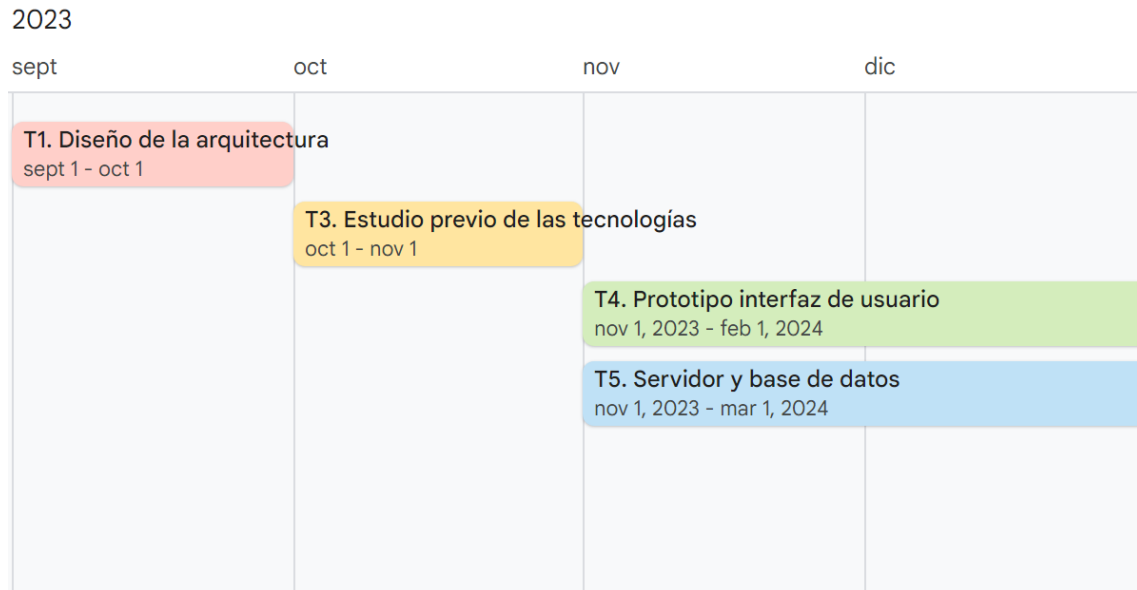 2023
sept oct nov dic
T1. Diseño de la arquitectura
sept 1 - oct 1
T3. Estudio previo de las tecnologías
oct 1 - nov 1
T4. Prototipo interfaz de usuario
nov 1, 2023 - feb 1, 2024
T5. Servidor y base de datos
nov 1, 2023 - mar 1, 2024